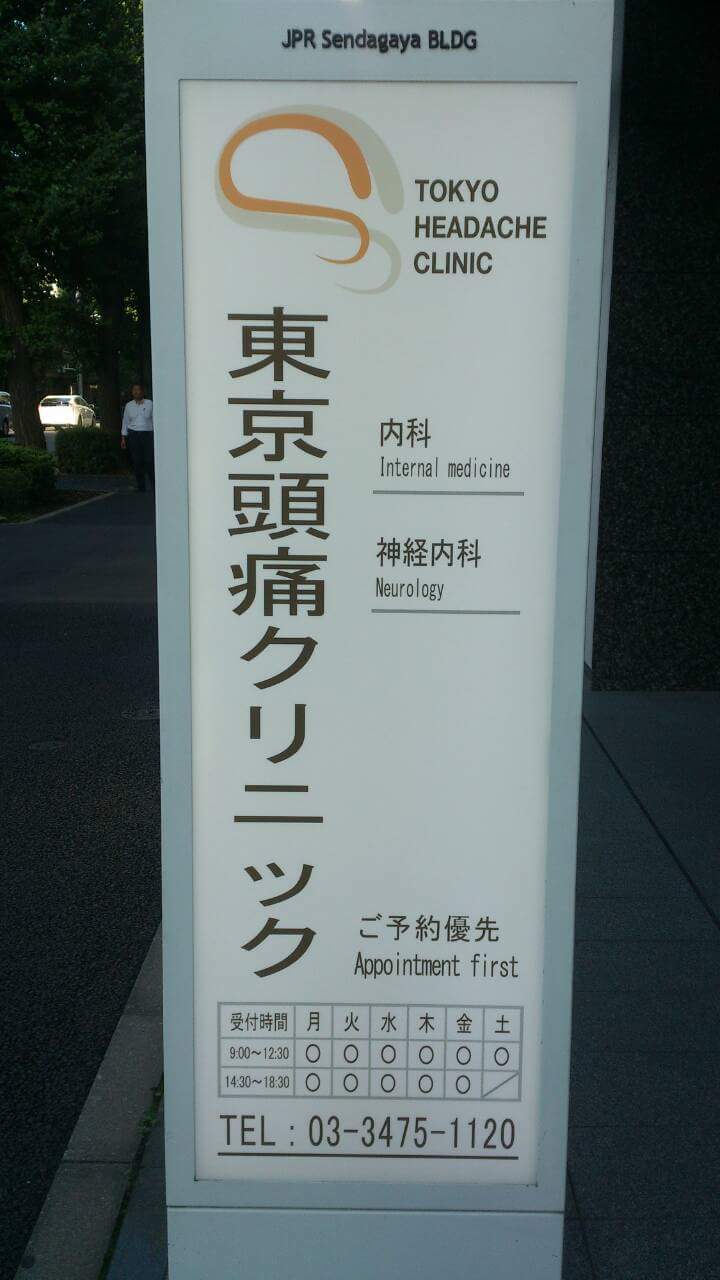 JPR Sendagaya BLDG
TOKYO
HEADACHE
CLINIC
東京頭痛クリニック
内科
Internal medicine
神経内科
Neurology
ご予約優先
Appointment first
受付時間 月 火 水 木 金 土
9:00〜12:30 ○ ○ ○ ○ ○ ○
14:30〜18:30 ○ ○ ○ ○ ○ ／
TEL：03-3475-1120